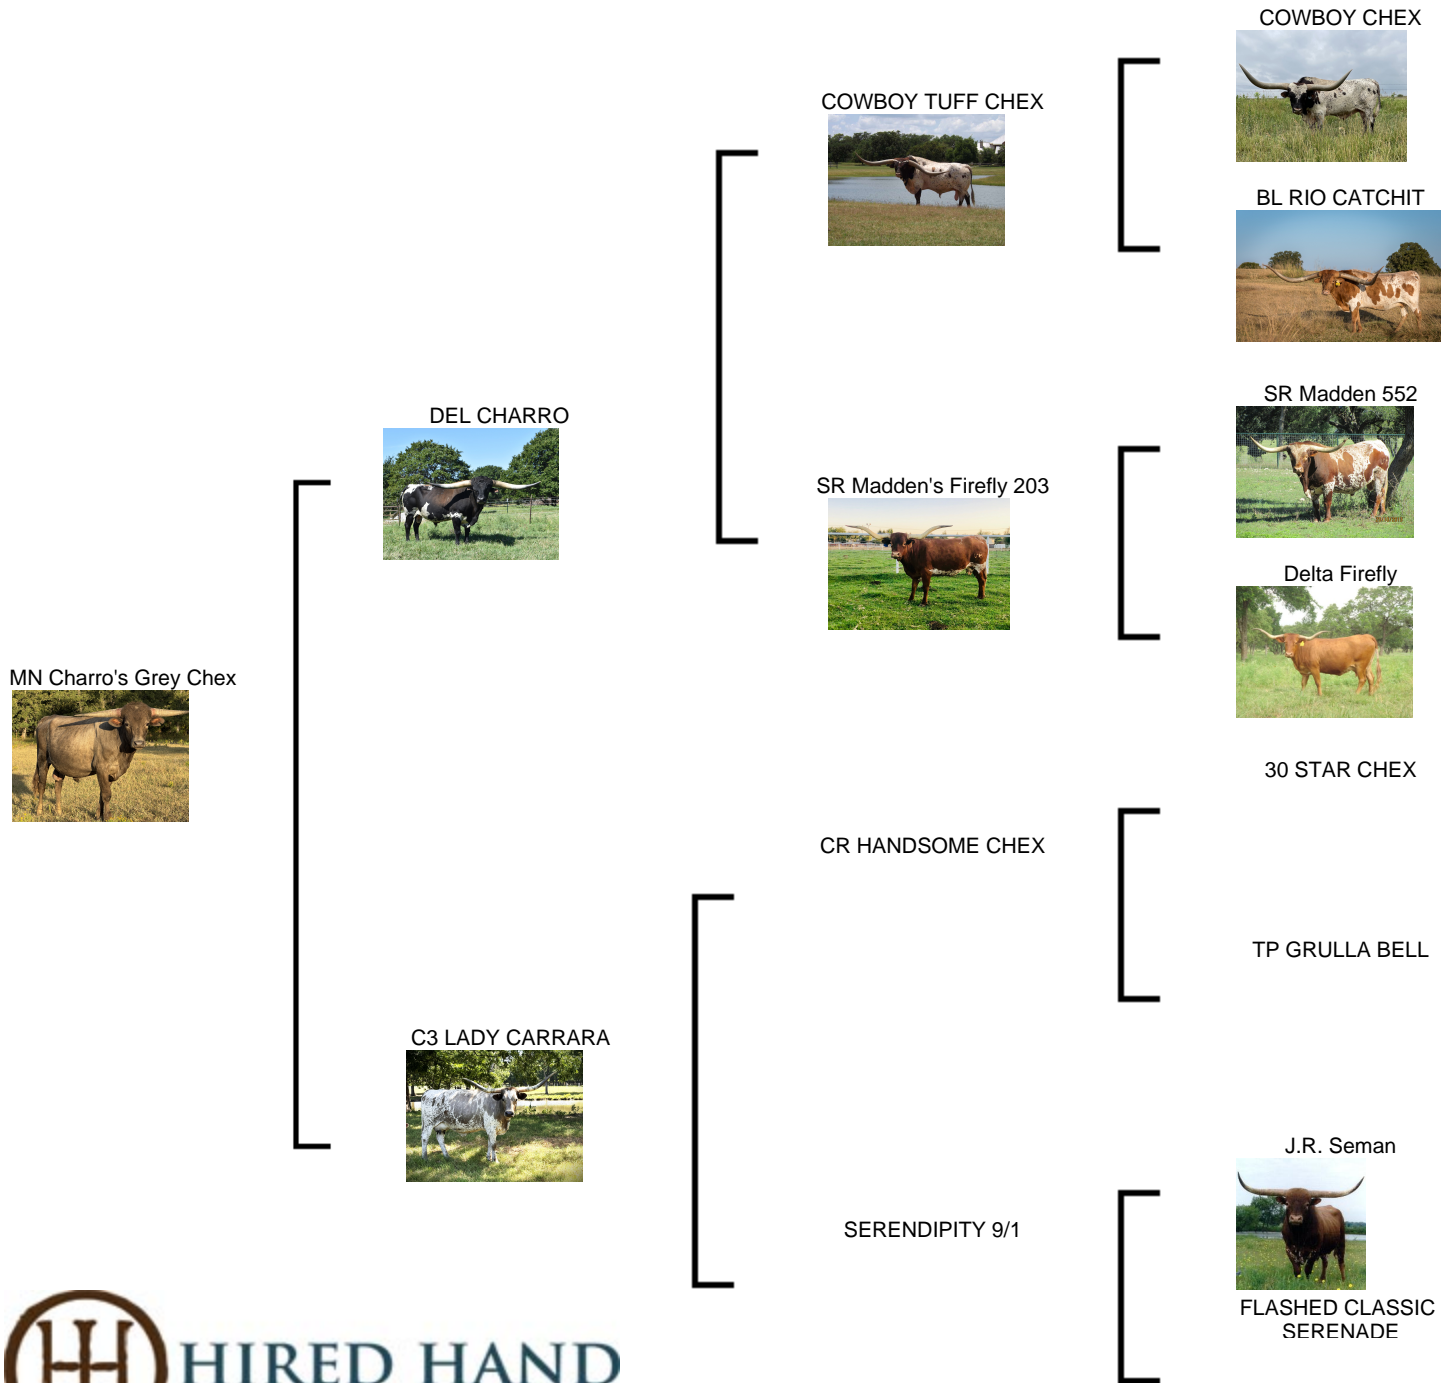 COWBOY CHEX
COWBOY TUFF CHEX
BL RIO CATCHIT
SR Madden 552
DEL CHARRO
SR Madden's Firefly 203
Delta Firefly
MN Charro's Grey Chex
30 STAR CHEX
CR HANDSOME CHEX
TP GRULLA BELL
C3 LADY CARRARA
J.R. Seman
SERENDIPITY 9/1
FLASHED CLASSIC
SERENADE
HIRED HAND